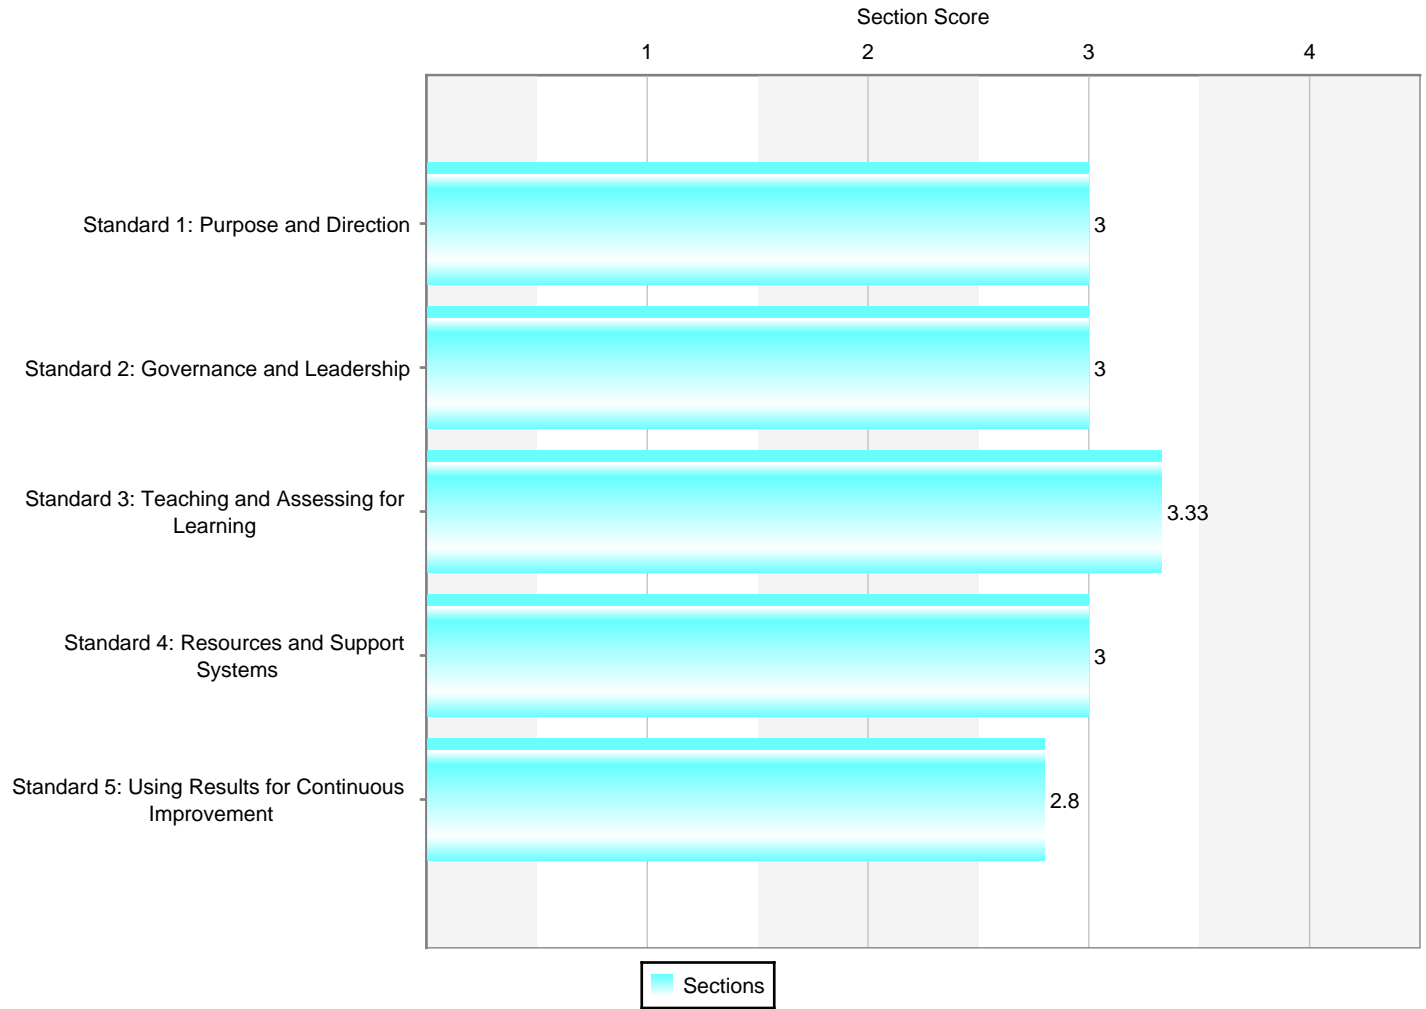 Section Score
1 2 3 4
Standard 1: Purpose and Direction
3
Standard 2: Governance and Leadership
3
Standard 3: Teaching and Assessing for
Learning
3.33
Standard 4: Resources and Support
Systems
3
Standard 5: Using Results for Continuous
Improvement
2.8
Sections